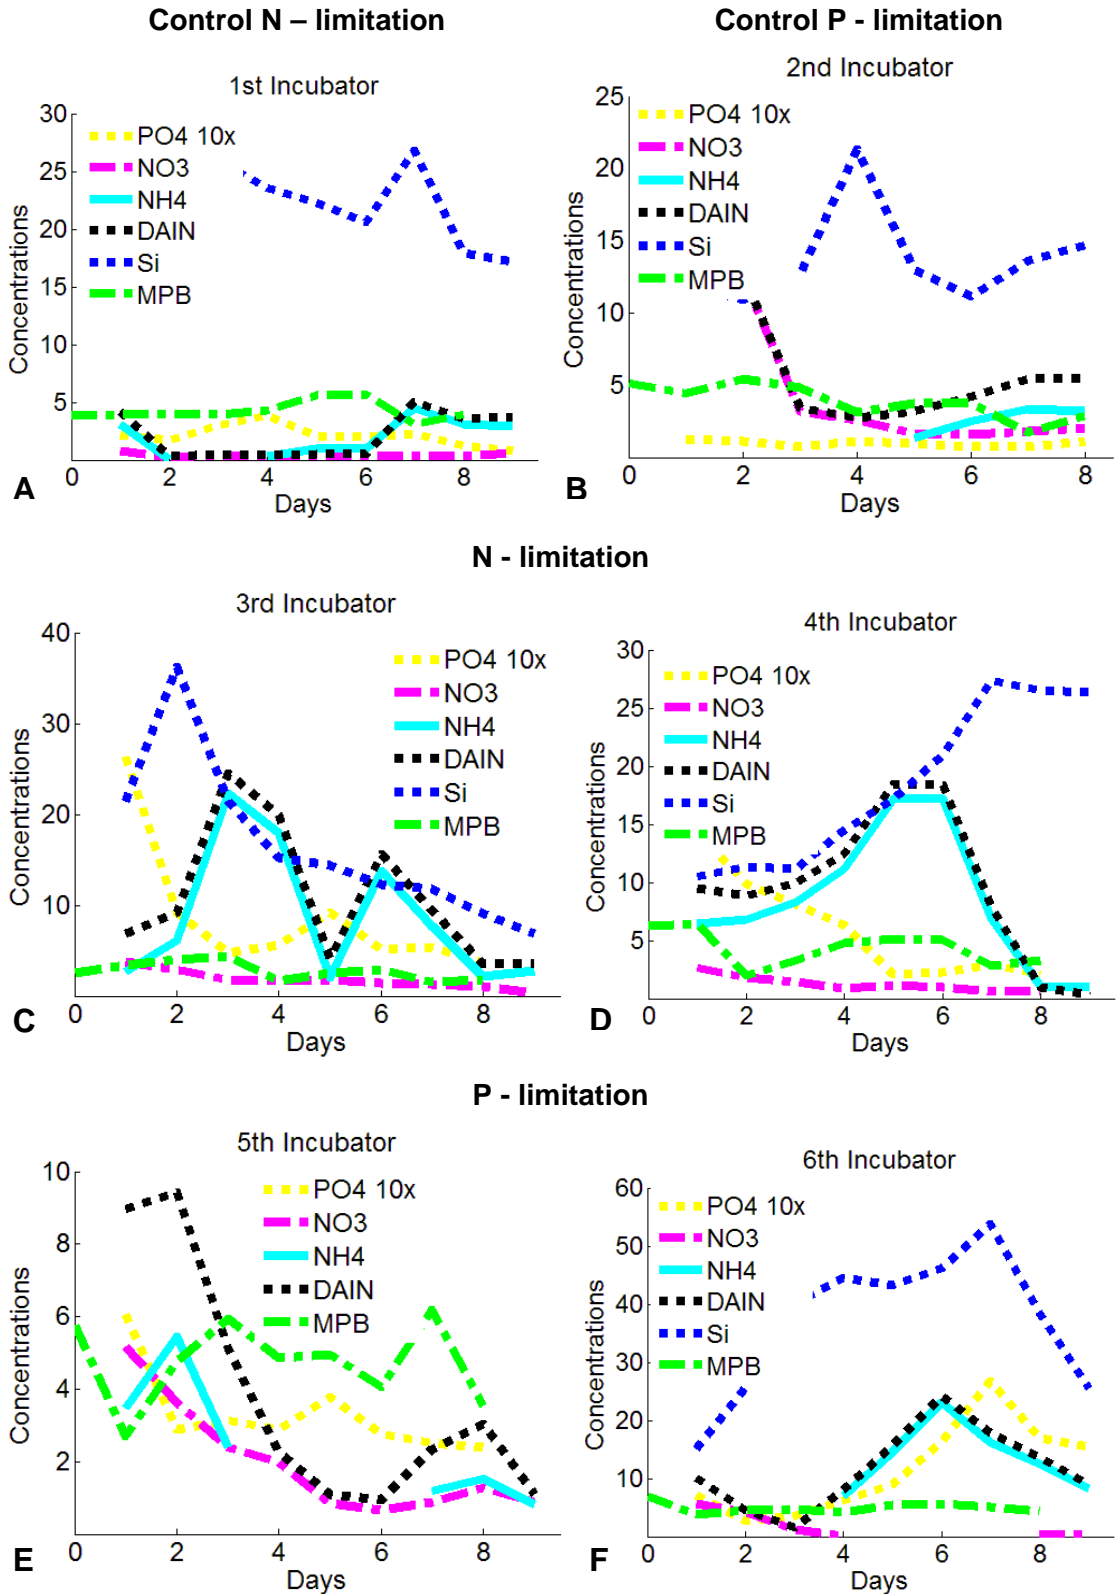 Control N – limitation
Control P - limitation
1st Incubator
30
25
20
15
10
5
Concentrations
PO4 10x
NO3
NH4
DAIN
Si
MPB
0 2 4 6 8
Days
A
2nd Incubator
25
20
15
10
5
Concentrations
PO4 10x
NO3
NH4
DAIN
Si
MPB
0 2 4 6 8
Days
B
N - limitation
3rd Incubator
40
30
20
10
Concentrations
PO4 10x
NO3
NH4
DAIN
Si
MPB
0 2 4 6 8
Days
C
4th Incubator
30
25
20
15
10
5
Concentrations
PO4 10x
NO3
NH4
DAIN
Si
MPB
0 2 4 6 8
Days
D
P - limitation
5th Incubator
10
8
6
4
2
Concentrations
PO4 10x
NO3
NH4
DAIN
MPB
0 2 4 6 8
Days
E
6th Incubator
60
50
40
30
20
10
Concentrations
PO4 10x
NO3
NH4
DAIN
Si
MPB
0 2 4 6 8
Days
F